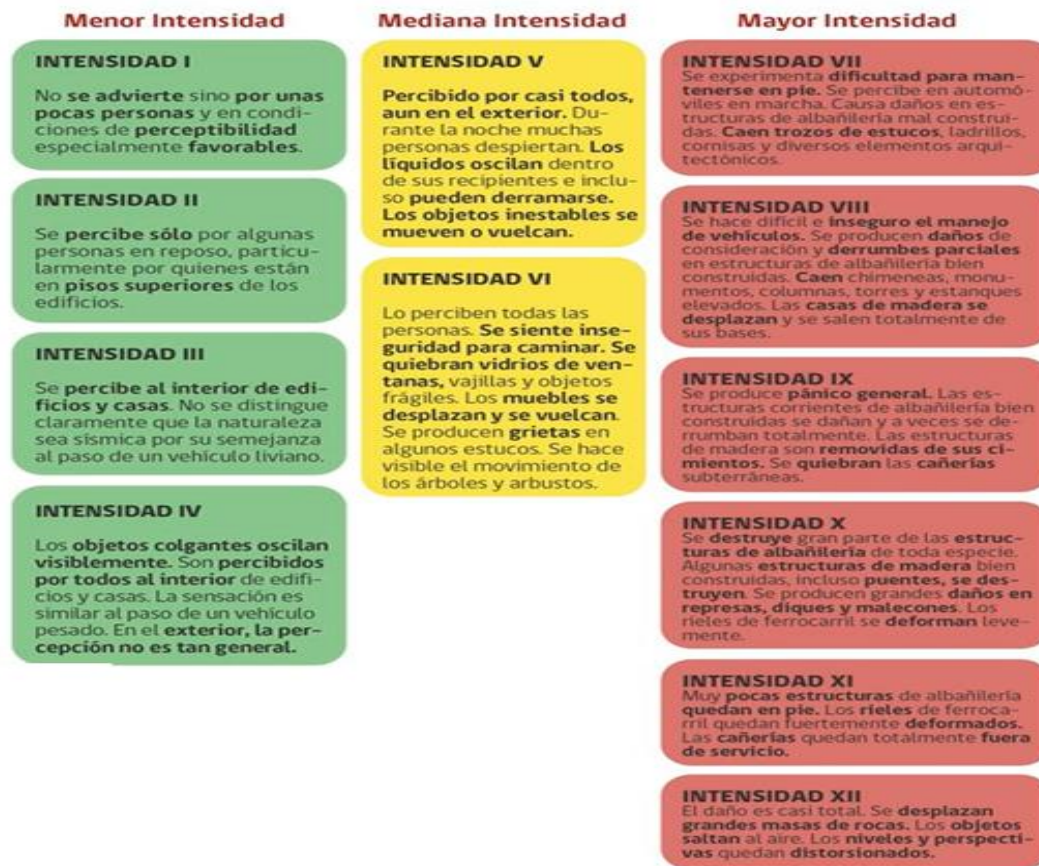 Menor Intensidad
INTENSIDAD I
No se advierte sino por unas
pocas personas y en condi-
ciones de perceptibilidad
especialmente favorables.
INTENSIDAD II
Se percibe sólo por algunas
personas en reposo, particu-
larmente por quienes están
en pisos superiores de los
edificios.
INTENSIDAD III
Se percibe al interior de edi-
ficios y casas. No se distingue
claramente que la naturaleza
sea sísmica por su semejanza
al paso de un vehículo liviano.
INTENSIDAD IV
Los objetos colgantes oscilan
visiblemente. Son percibidos
por todos al interior de edifi-
cios y casas. La sensación es
similar al paso de un vehículo
pesado. En el exterior, la per-
cepción no es tan general.
Mediana Intensidad
INTENSIDAD V
Percibido por casi todos,
aun en el exterior. Du-
rante la noche muchas
personas despiertan. Los
líquidos oscilan dentro
de sus recipientes e inclu-
so pueden derramarse.
Los objetos inestables se
mueven o vuelcan.
INTENSIDAD VI
Lo perciben todas las
personas. Se siente inse-
guridad para caminar. Se
quiebran vidrios de ven-
tanas, vajillas y objetos
frágiles. Los muebles se
desplazan y se vuelcan.
Se producen grietas en
algunos estucos. Se hace
visible el movimiento de
los árboles y arbustos.
Mayor Intensidad
INTENSIDAD VII
Se experimenta dificultad para man-
tenerse en pie. Se percibe en automó-
viles en marcha. Causa daños en es-
tructuras de albañilería mal construi-
das. Caen trozos de estucos, ladrillos,
cornisas y diversos elementos arqui-
tectónicos.
INTENSIDAD VIII
Se hace difícil e inseguro el manejo
de vehículos. Se producen daños de
consideración y derrumbes parciales
en estructuras de albañilería bien
construidas. Caen chimeneas, monu-
mentos, columnas, torres y estanques
elevados. Las casas de madera se
desplazan y se salen totalmente de
sus bases.
INTENSIDAD IX
Se produce pánico general. Las es-
tructuras corrientes de albañilería bien
construidas se dañan y a veces se de-
rrumban totalmente. Las estructuras
de madera son removidas de sus ci-
mientos. Se quiebran las cañerías
subterráneas.
INTENSIDAD X
Se destruye gran parte de las estruc-
turas de albañilería de toda especie.
Algunas estructuras de madera bien
construidas, incluso puentes, se des-
truyen. Se producen grandes daños en
represas, diques y malecones. Los
rieles de ferrocarril se deforman leve-
mente.
INTENSIDAD XI
Muy pocas estructuras de albañilería
quedan en pie. Los rieles de ferroca-
rril quedan fuertemente deformados.
Las cañerías quedan totalmente fuera
de servicio.
INTENSIDAD XII
El daño es casi total. Se desplazan
grandes masas de rocas. Los objetos
saltan al aire. Los niveles y perspecti-
vas quedan distorsionados.